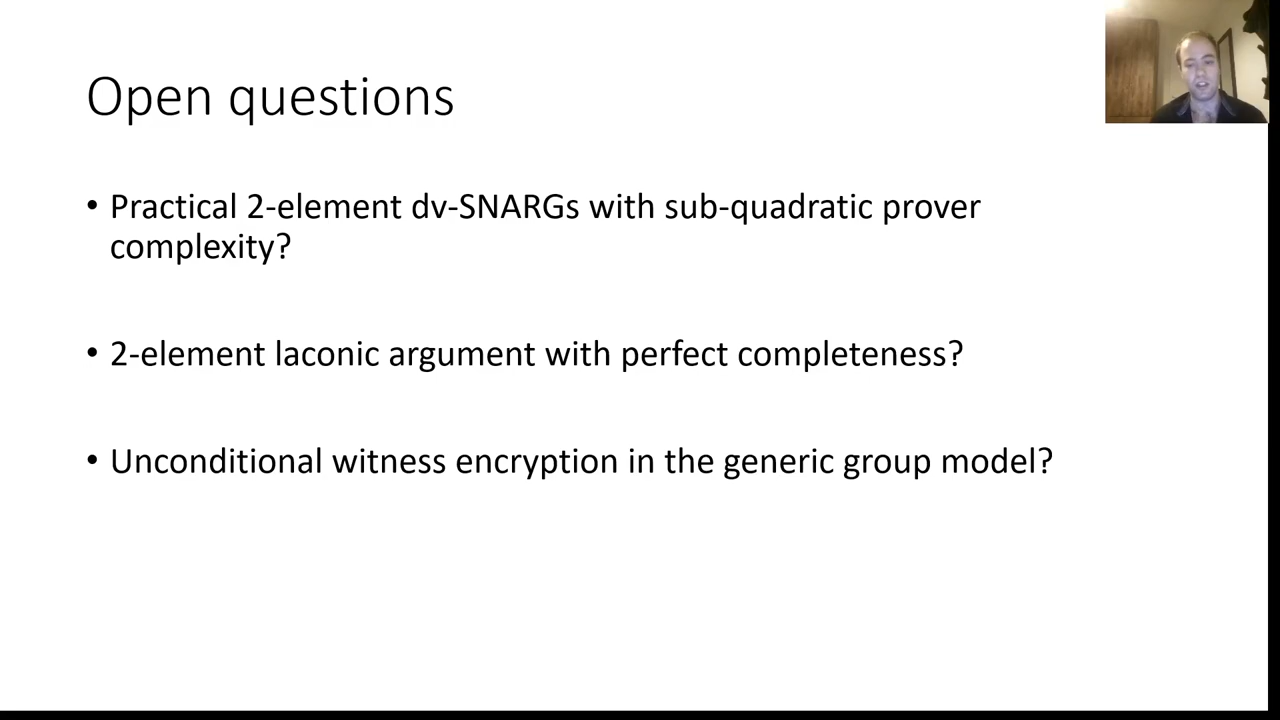 Open questions
• Practical 2-element dv-SNARGs with sub-quadratic prover
complexity?
• 2-element laconic argument with perfect completeness?
• Unconditional witness encryption in the generic group model?